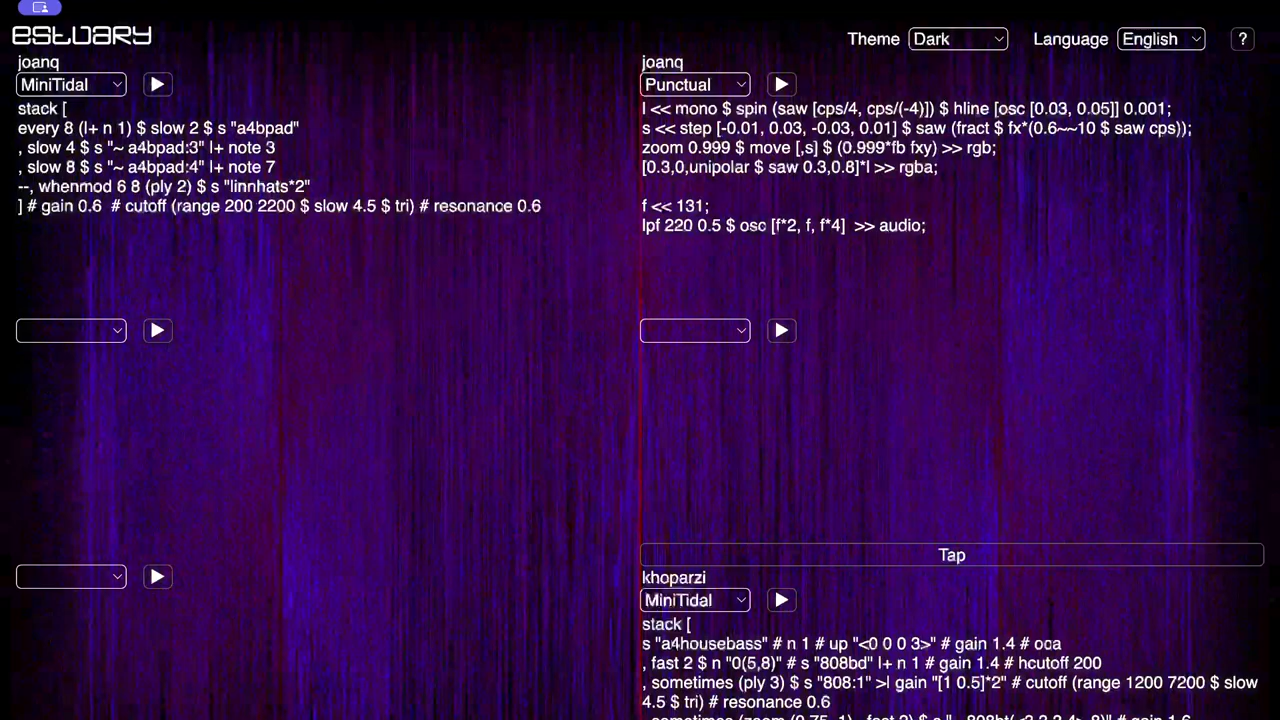 estuary
Theme Dark Language English ?
joanq
MiniTidal
stack [
every 8 (|+ n 1) $ slow 2 $ s "a4bpad"
, slow 4 $ s "~ a4bpad:3" |+ note 3
, slow 8 $ s "~ a4bpad:4" |+ note 7
--, whenmod 6 8 (ply 2) $ s "linnhats*2"
] # gain 0.6  # cutoff (range 200 2200 $ slow 4.5 $ tri) # resonance 0.6
joanq
Punctual
l << mono $ spin (saw [cps/4, cps/(-4)]) $ hline [osc [0.03, 0.05]] 0.001;
s << step [-0.01, 0.03, -0.03, 0.01] $ saw (fract $ fx*(0.6~~10 $ saw cps));
zoom 0.999 $ move [,s] $ (0.999*fb fxy) >> rgb;
[0.3,0,unipolar $ saw 0.3,0.8]*l >> rgba;
f << 131;
lpf 220 0.5 $ osc [f*2, f, f*4]  >> audio;
Tap
khoparzi
MiniTidal
stack [
s "a4housebass" # n 1 # up "<0 0 0 3>" # gain 1.4 # oca
, fast 2 $ n "0(5,8)" # s "808bd" |+ n 1 # gain 1.4 # hcutoff 200
, sometimes (ply 3) $ s "808:1" >| gain "[1 0.5]*2" # cutoff (range 1200 7200 $ slow
4.5 $ tri) # resonance 0.6
, sometimes (zoom (0.75, 1) . fast 2) $ s